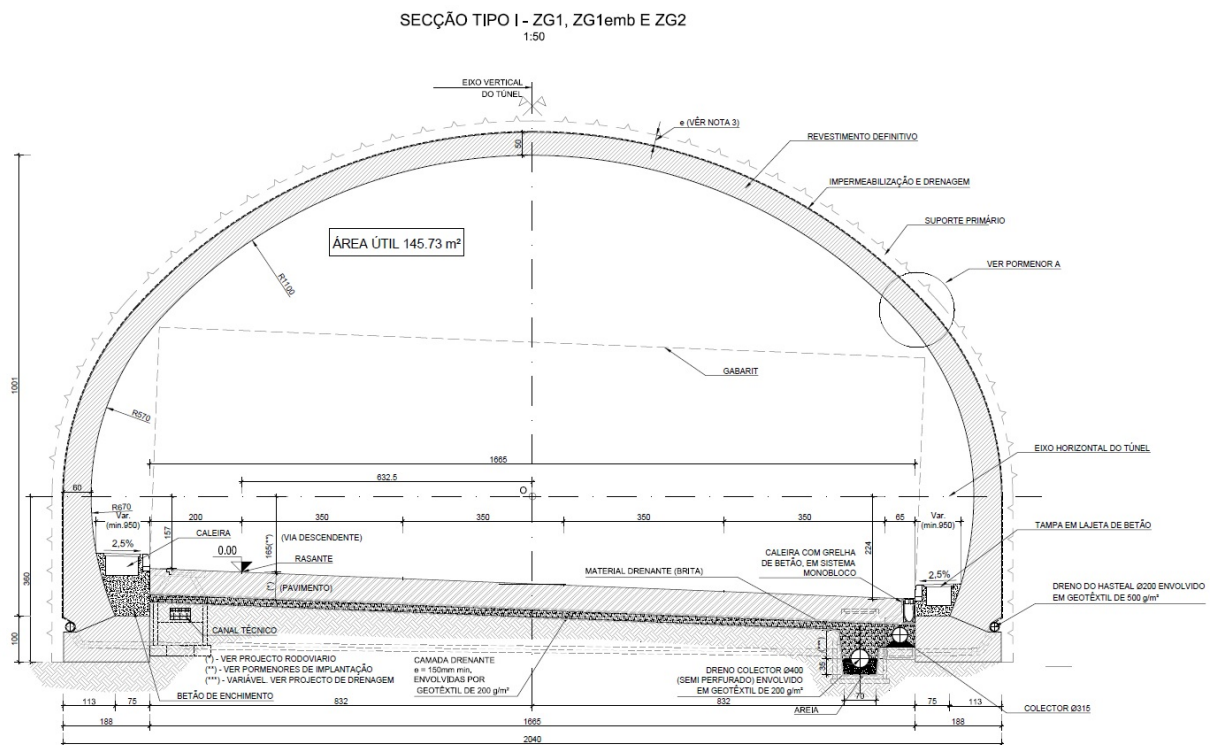 SECÇÃO TIPO I - ZG1, ZG1emb E ZG2
1:50
EIXO VERTICAL
DO TÚNEL
e (VÊR NOTA 3)
50
REVESTIMENTO DEFINITIVO
IMPERMEABILIZAÇÃO E DRENAGEM
SUPORTE PRIMÁRIO
VER PORMENOR A
ÁREA ÚTIL 145.73 m²
R1100
GABARIT
1001
R570
EIXO HORIZONTAL DO TÚNEL
1665
632.5
O
60
R670
Var.
(min.950)
200
350
350
350
350
65
Var.
(min.950)
157
165(**)
224
CALEIRA
2,5%
0.00
(VIA DESCENDENTE)
RASANTE
(*)
(PAVIMENTO)
MATERIAL DRENANTE (BRITA)
CALEIRA COM GRELHA
DE BETÃO, EM SISTEMA
MONOBLOCO
TAMPA EM LAJETA DE BETÃO
2,5%
DRENO DO HASTEAL Ø200 ENVOLVIDO
EM GEOTÊXTIL DE 500 g/m²
360
100
CANAL TÉCNICO
(*) - VER PROJECTO RODOVIARIO
(**) - VER PORMENORES DE IMPLANTAÇÃO
(***) - VARIÁVEL. VER PROJECTO DE DRENAGEM
BETÃO DE ENCHIMENTO
CAMADA DRENANTE
e = 150mm min,
ENVOLVIDAS POR
GEOTÊXTIL DE 200 g/m²
DRENO COLECTOR Ø400
(SEMI PERFURADO) ENVOLVIDO
EM GEOTÊXTIL DE 200 g/m²
AREIA
(***)
35
70
COLECTOR Ø315
113
75
832
832
75
113
188
1665
188
2040